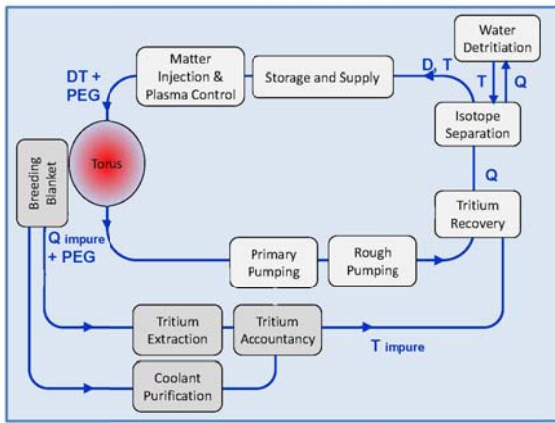 Water
Detritiation
Matter
Injection &
Plasma Control
Storage and Supply
D, T
T
Q
DT +
PEG
Isotope
Separation
Breeding
Blanket
Torus
Q
Tritium
Recovery
Q impure
+ PEG
Primary
Pumping
Rough
Pumping
Tritium
Extraction
Tritium
Accountancy
T impure
Coolant
Purification